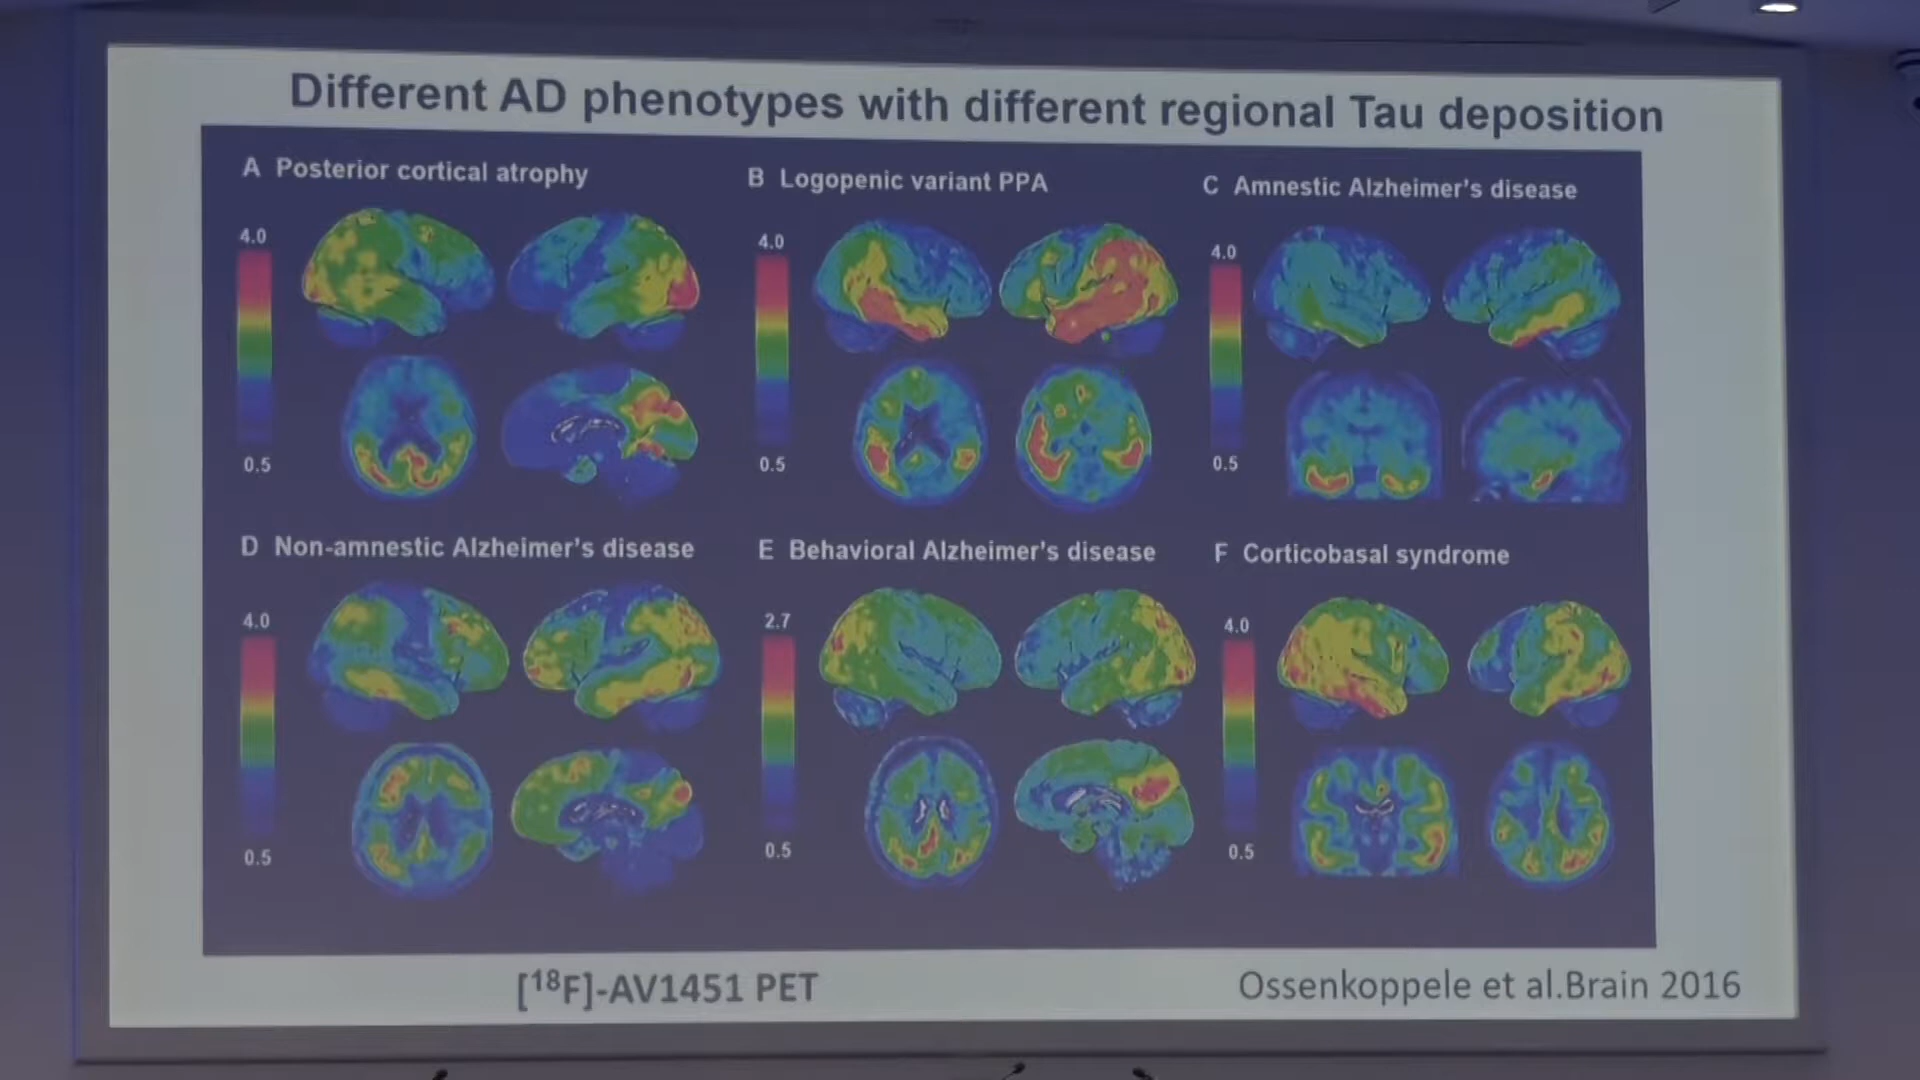 Different AD phenotypes with different regional Tau deposition
A Posterior cortical atrophy
B Logopenic variant PPA
C Amnestic Alzheimer's disease
4.0
4.0
4.0
0.5
0.5
0.5
D Non-amnestic Alzheimer's disease
E Behavioral Alzheimer's disease
F Corticobasal syndrome
4.0
2.7
4.0
0.5
0.5
0.5
[¹⁸F]-AV1451 PET
Ossenkoppele et al.Brain 2016